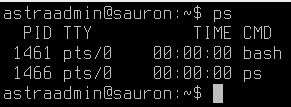 astraadmin@sauron:~$ ps
  PID TTY          TIME CMD
 1461 pts/0    00:00:00 bash
 1466 pts/0    00:00:00 ps
astraadmin@sauron:~$